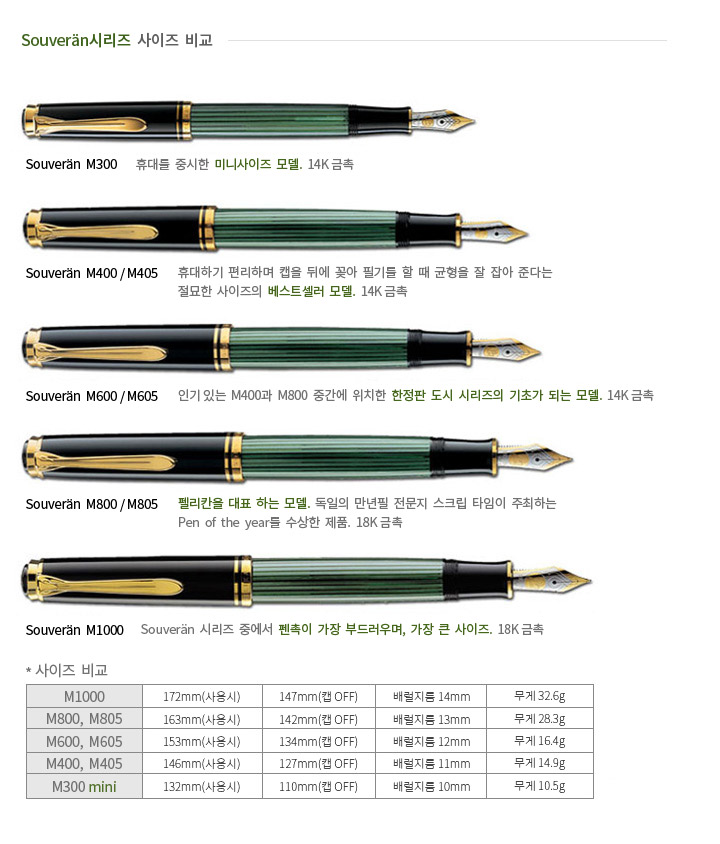 Souverän시리즈 사이즈 비교
Souverän M300 휴대를 중시한 미니사이즈 모델. 14K금촉
Souverän M400/M405 휴대하기 편리하며 캡을 뒤에 꽂아 필기를 할 때 균형을 잘 잡아 준다는
절묘한 사이즈의 베스트셀러 모델. 14K금촉
Souverän M600/M605 인기있는 M400과 M800 중간에 위치한 한정판 도시 시리즈의 기초가 되는 모델. 14K금촉
Souverän M800/M805 펠리칸을 대표 하는 모델. 독일의 만년필 전문지 스크립 타임이 주최하는
Pen of the year를 수상한 제품. 18K금촉
Souverän M1000 Souverän 시리즈 중에서 펜촉이 가장 부드러우며, 가장 큰 사이즈. 18K금촉
* 사이즈 비교
M1000 172mm(사용시) 147mm(캡 OFF) 배럴지름 14mm 무게 32.6g
M800, M805 163mm(사용시) 142mm(캡 OFF) 배럴지름 13mm 무게 28.3g
M600, M605 153mm(사용시) 134mm(캡 OFF) 배럴지름 12mm 무게 16.4g
M400, M405 146mm(사용시) 127mm(캡 OFF) 배럴지름 11mm 무게 14.9g
M300 mini 132mm(사용시) 110mm(캡 OFF) 배럴지름 10mm 무게 10.5g